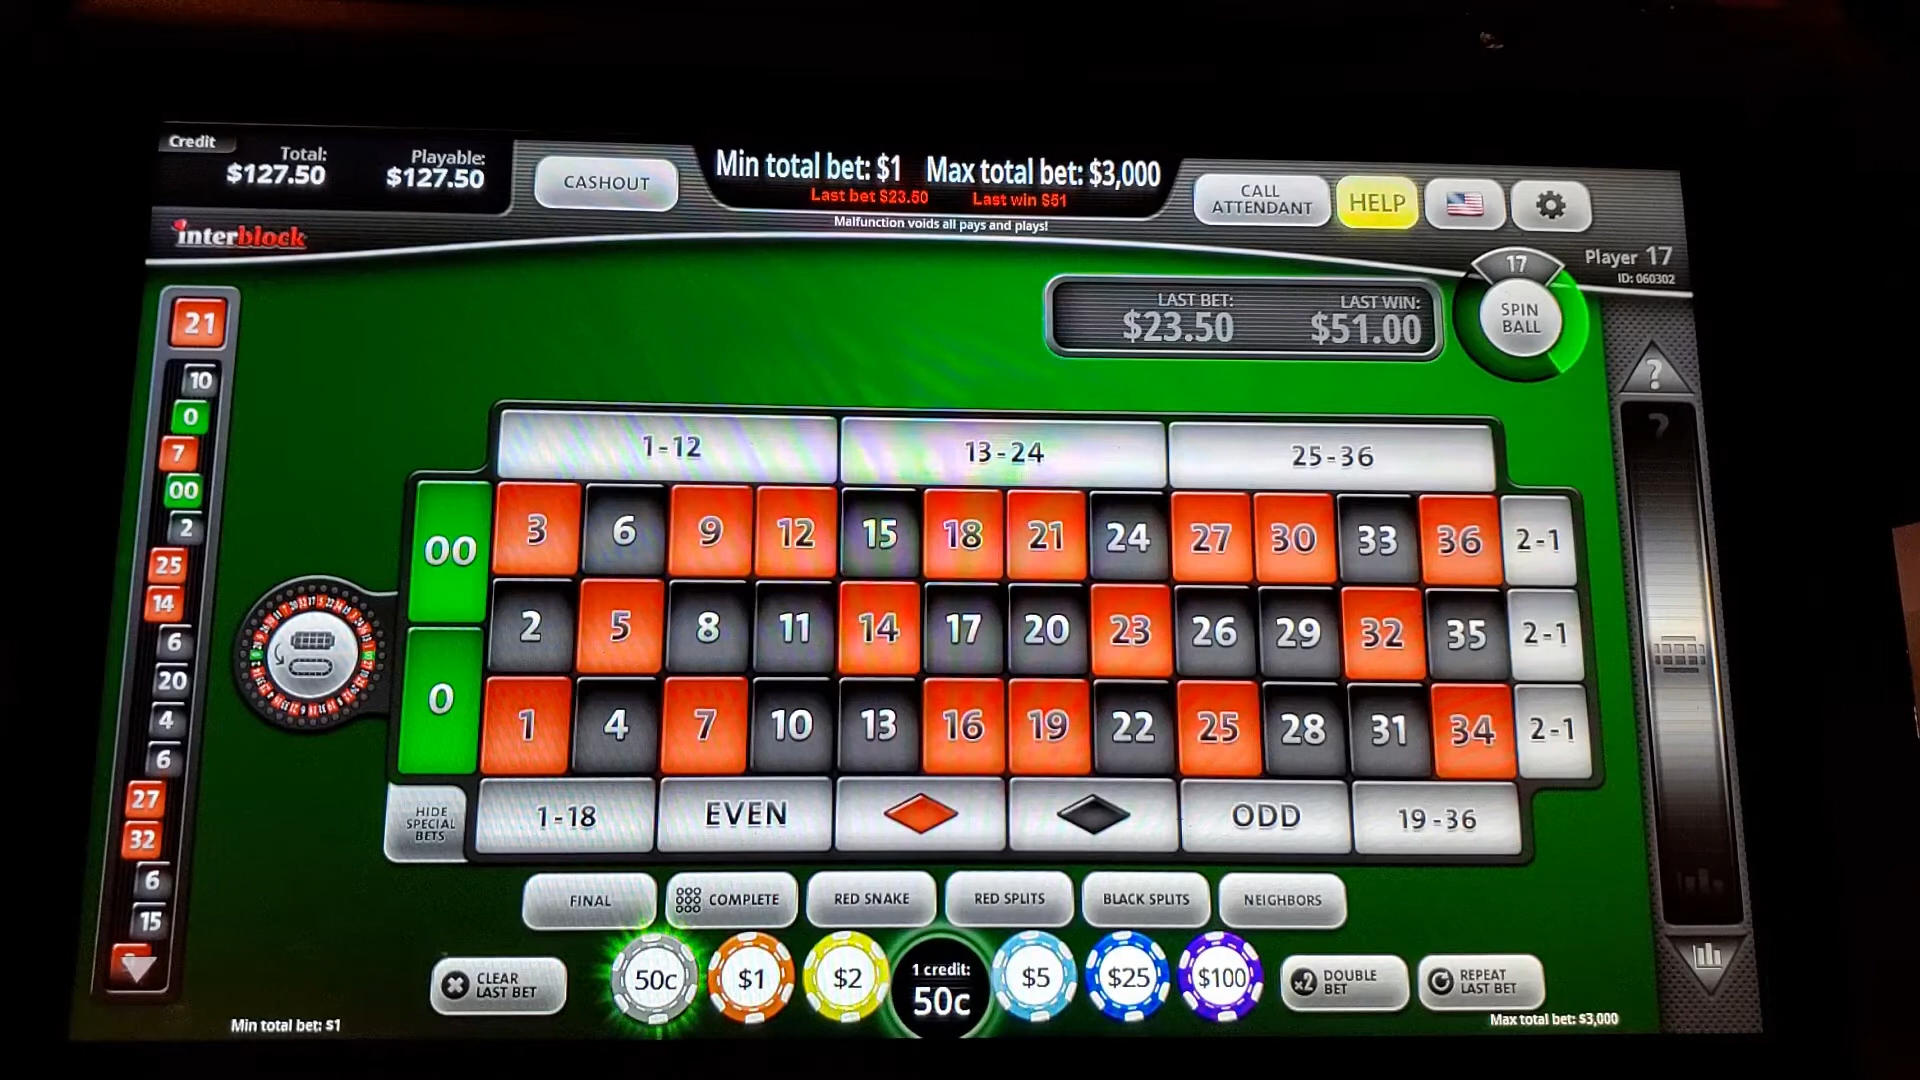 Credit
Total:
$127.50
Playable:
$127.50
CASHOUT
Min total bet: $1 Max total bet: $3,000
Last bet $23.50 Last win $51
Malfunction voids all pays and plays!
CALL
ATTENDANT
HELP
interblock
Player 17
ID: 060302
17
SPIN
BALL
LAST BET:
$23.50
LAST WIN:
$51.00
?
?
21
10
0
7
00
2
25
14
6
20
4
6
27
32
6
15
1-12 13-24 25-36
00
3 6 9 12 15 18 21 24 27 30 33 36 2-1
2 5 8 11 14 17 20 23 26 29 32 35 2-1
0
1 4 7 10 13 16 19 22 25 28 31 34 2-1
HIDE
SPECIAL
BETS
1-18 EVEN ODD 19-36
FINAL COMPLETE RED SNAKE RED SPLITS BLACK SPLITS NEIGHBORS
CLEAR
LAST BET
50c $1 $2
1 credit:
50c
$5 $25 $100
x2 DOUBLE
BET
REPEAT
LAST BET
Min total bet: $1
Max total bet: $3,000